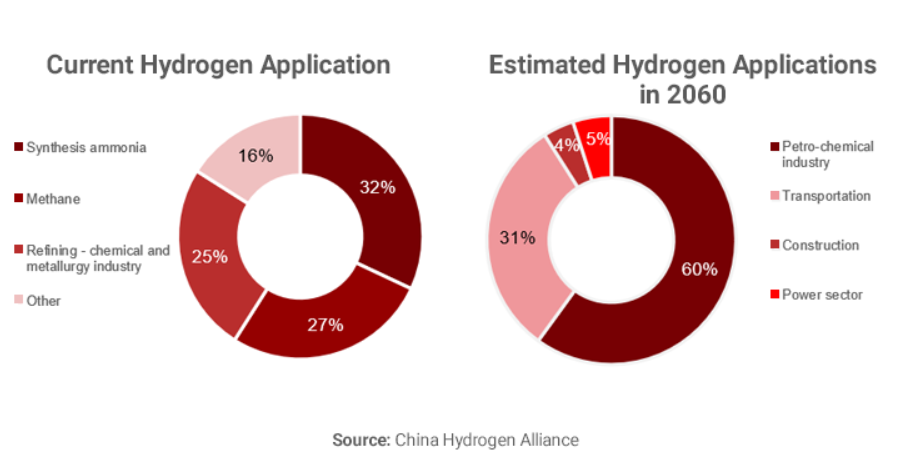 Current Hydrogen Application
Synthesis ammonia
Methane
Refining - chemical and
metallurgy industry
Other
16%
32%
25%
27%
Estimated Hydrogen Applications
in 2060
4%
5%
31%
60%
Petro-chemical
industry
Transportation
Construction
Power sector
Source: China Hydrogen Alliance